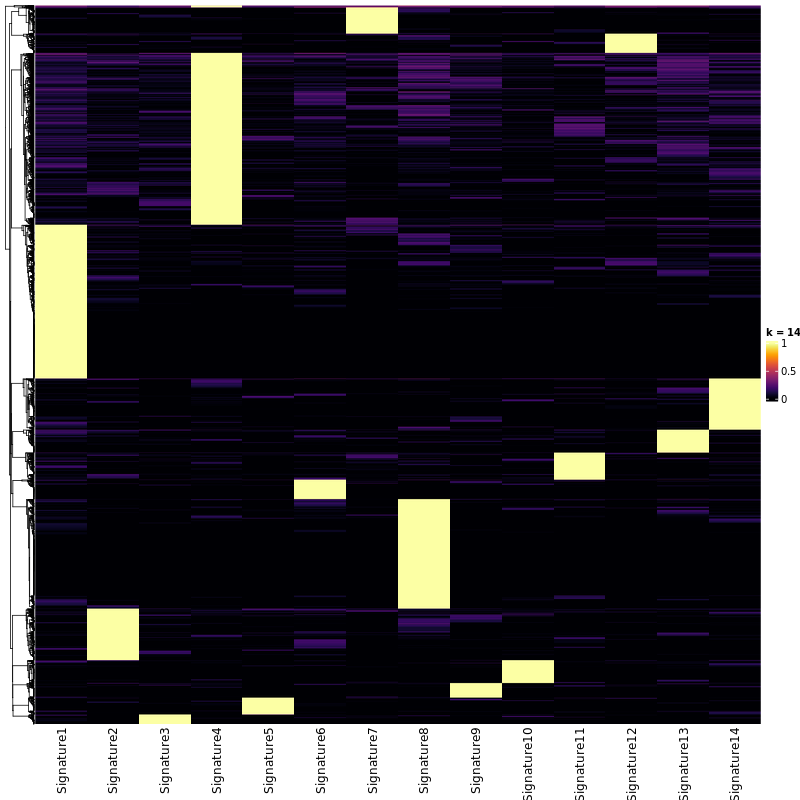 k = 14
1
0.5
0
Signature1
Signature2
Signature3
Signature4
Signature5
Signature6
Signature7
Signature8
Signature9
Signature10
Signature11
Signature12
Signature13
Signature14